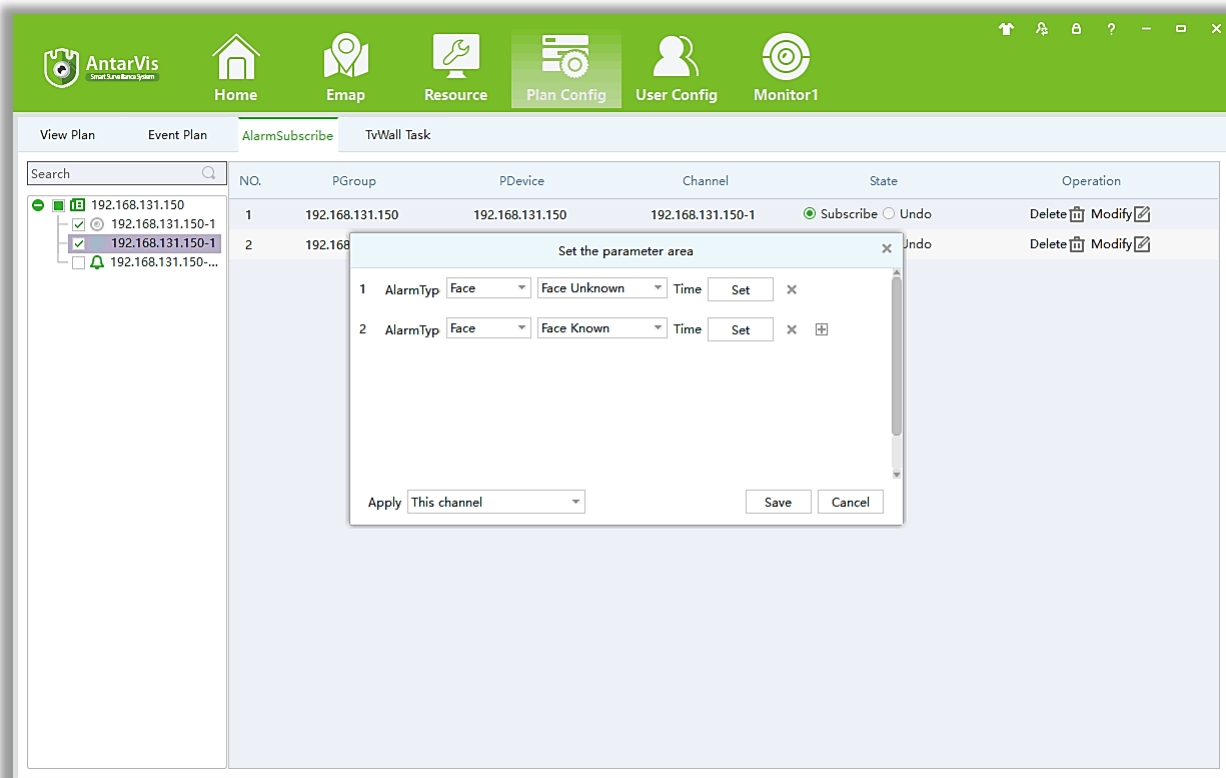 AntarVis
Smart Surveillance System
Home
Emap
Resource
Plan Config
User Config
Monitor1
?
View Plan
Event Plan
AlarmSubscribe
TvWall Task
Search
192.168.131.150
192.168.131.150-1
192.168.131.150-1
192.168.131.150-...
NO. PGroup PDevice Channel State Operation
1 192.168.131.150 192.168.131.150 192.168.131.150-1 Subscribe Undo Delete Modify
2 192.168 Undo Delete Modify
Set the parameter area
1 AlarmTyp Face Face Unknown Time Set
2 AlarmTyp Face Face Known Time Set
Apply This channel Save Cancel